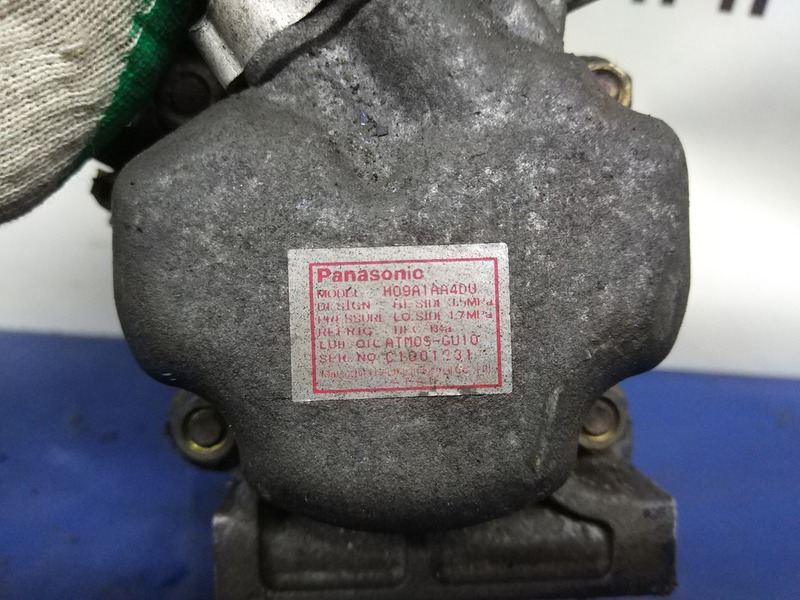 Panasonic
MODEL H09A1AA4DU
DESIGN HI.SIDE 3.5MPa
PRESSURE LO.SIDE 1.7MPa
REFRIG HFC 134a
LUB OIL ATMOS-GU10
SER NO C1001231